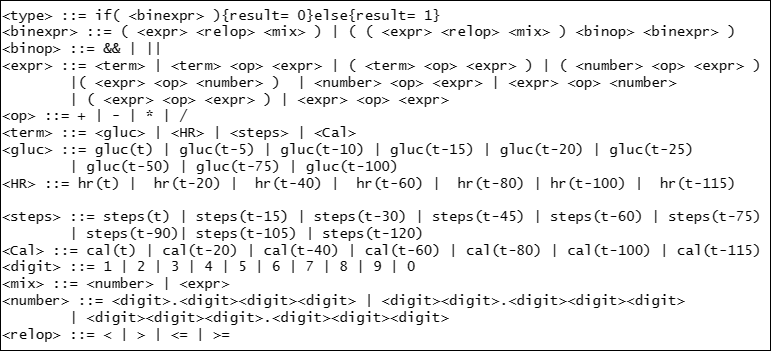 <type> ::= if( <binexpr> ){result= 0}else{result= 1}
<binexpr> ::= ( <expr> <relop> <mix> ) | ( ( <expr> <relop> <mix> ) <binop> <binexpr> )
<binop> ::= && | ||
<expr> ::= <term> | <term> <op> <expr> | ( <term> <op> <expr> ) | ( <number> <op> <expr> )
|( <expr> <op> <number> ) | <number> <op> <expr> | <expr> <op> <number>
| ( <expr> <op> <expr> ) | <expr> <op> <expr>
<op> ::= + | - | * | /
<term> ::= <gluc> | <HR> | <steps> | <Cal>
<gluc> ::= gluc(t) | gluc(t-5) | gluc(t-10) | gluc(t-15) | gluc(t-20) | gluc(t-25)
| gluc(t-50) | gluc(t-75) | gluc(t-100)
<HR> ::= hr(t) | hr(t-20) | hr(t-40) | hr(t-60) | hr(t-80) | hr(t-100) | hr(t-115)
<steps> ::= steps(t) | steps(t-15) | steps(t-30) | steps(t-45) | steps(t-60) | steps(t-75)
| steps(t-90)| steps(t-105) | steps(t-120)
<Cal> ::= cal(t) | cal(t-20) | cal(t-40) | cal(t-60) | cal(t-80) | cal(t-100) | cal(t-115)
<digit> ::= 1 | 2 | 3 | 4 | 5 | 6 | 7 | 8 | 9 | 0
<mix> ::= <number> | <expr>
<number> ::= <digit>.<digit><digit><digit> | <digit><digit>.<digit><digit><digit>
| <digit><digit><digit>.<digit><digit><digit>
<relop> ::= < | > | <= | >=